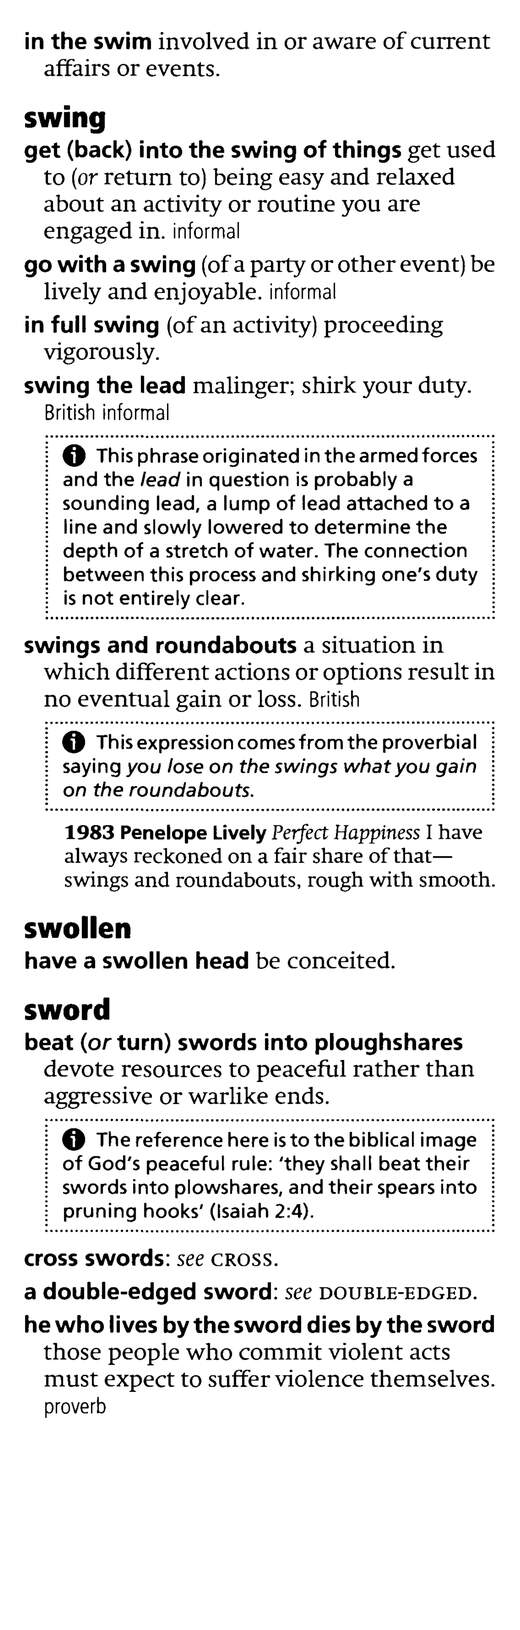 in the swim involved in or aware of current
affairs or events.
swing
get (back) into the swing of things get used
to (or return to) being easy and relaxed
about an activity or routine you are
engaged in. informal
go with a swing (of a party or other event) be
lively and enjoyable. informal
in full swing (of an activity) proceeding
vigorously.
swing the lead malinger; shirk your duty.
British informal
This phrase originated in the armed forces
and the lead in question is probably a
sounding lead, a lump of lead attached to a
line and slowly lowered to determine the
depth of a stretch of water. The connection
between this process and shirking one's duty
is not entirely clear.
swings and roundabouts a situation in
which different actions or options result in
no eventual gain or loss. British
This expression comes from the proverbial
saying you lose on the swings what you gain
on the roundabouts.
1983 Penelope Lively Perfect Happiness I have
always reckoned on a fair share of that—
swings and roundabouts, rough with smooth.
swollen
have a swollen head be conceited.
sword
beat (or turn) swords into ploughshares
devote resources to peaceful rather than
aggressive or warlike ends.
The reference here is to the biblical image
of God's peaceful rule: 'they shall beat their
swords into plowshares, and their spears into
pruning hooks' (Isaiah 2:4).
cross swords: see CROSS.
a double-edged sword: see DOUBLE-EDGED.
he who lives by the sword dies by the sword
those people who commit violent acts
must expect to suffer violence themselves.
proverb